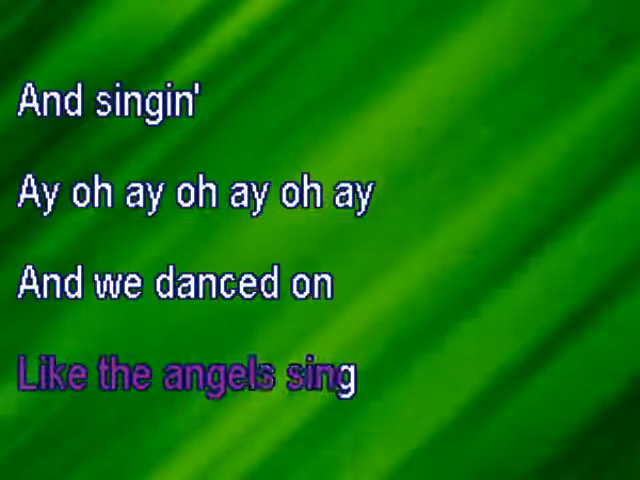 And singin'
Ay oh ay oh ay oh ay
And we danced on
Like the angels sing